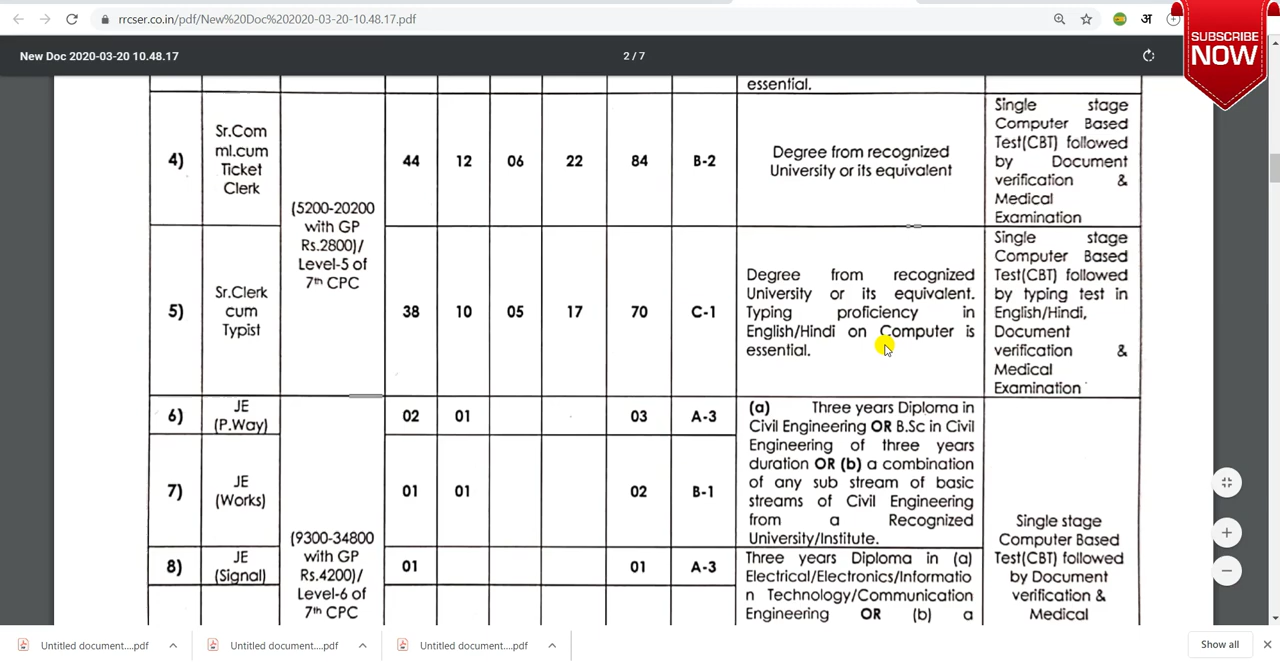 rrcser.co.in/pdf/New%20Doc%202020-03-20-10.48.17.pdf
अ
SUBSCRIBE
NOW
New Doc 2020-03-20 10.48.17
2 / 7
essential.
4)
Sr.Com
ml.cum
Ticket
Clerk
(5200-20200
with GP
Rs.2800)/
Level-5 of
7th CPC
44
12
06
22
84
B-2
Degree from recognized
University or its equivalent
Single stage
Computer Based
Test(CBT) followed
by Document
verification &
Medical
Examination
5)
Sr.Clerk
cum
Typist
38
10
05
17
70
C-1
Degree from recognized
University or its equivalent.
Typing proficiency in
English/Hindi on Computer is
essential.
Single stage
Computer Based
Test(CBT) followed
by typing test in
English/Hindi,
Document
verification &
Medical
Examination
6)
JE
(P.Way)
(9300-34800
with GP
Rs.4200)/
Level-6 of
7th CPC
02
01
03
A-3
(a) Three years Diploma in
Civil Engineering OR B.Sc in Civil
Engineering of three years
duration OR (b) a combination
of any sub stream of basic
streams of Civil Engineering
from a Recognized
University/Institute.
Single stage
Computer Based
Test(CBT) followed
by Document
verification &
Medical
7)
JE
(Works)
01
01
02
B-1
8)
JE
(Signal)
01
01
A-3
Three years Diploma in (a)
Electrical/Electronics/Informatio
n Technology/Communication
Engineering OR (b) a
Untitled document....pdf
Untitled document....pdf
Untitled document....pdf
Show all